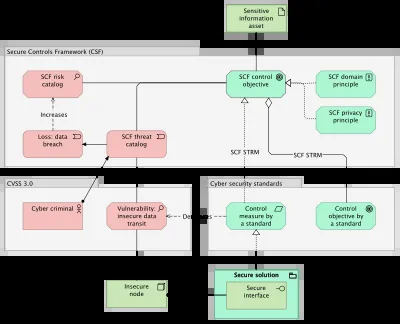 Sensitive
information
asset
Secure Controls Framework (CSF)
SCF risk
catalog
SCF control
objective
SCF domain
principle
SCF privacy
principle
Increases
Loss: data
breach
SCF threat
catalog
SCF STRM
SCF STRM
CVSS 3.0
Cyber security standards
Cyber criminal
Vulnerability:
insecure data
transit
Control
measure by
a standard
Control
objective by
a standard
Insecure
node
Secure solution
Secure
interface